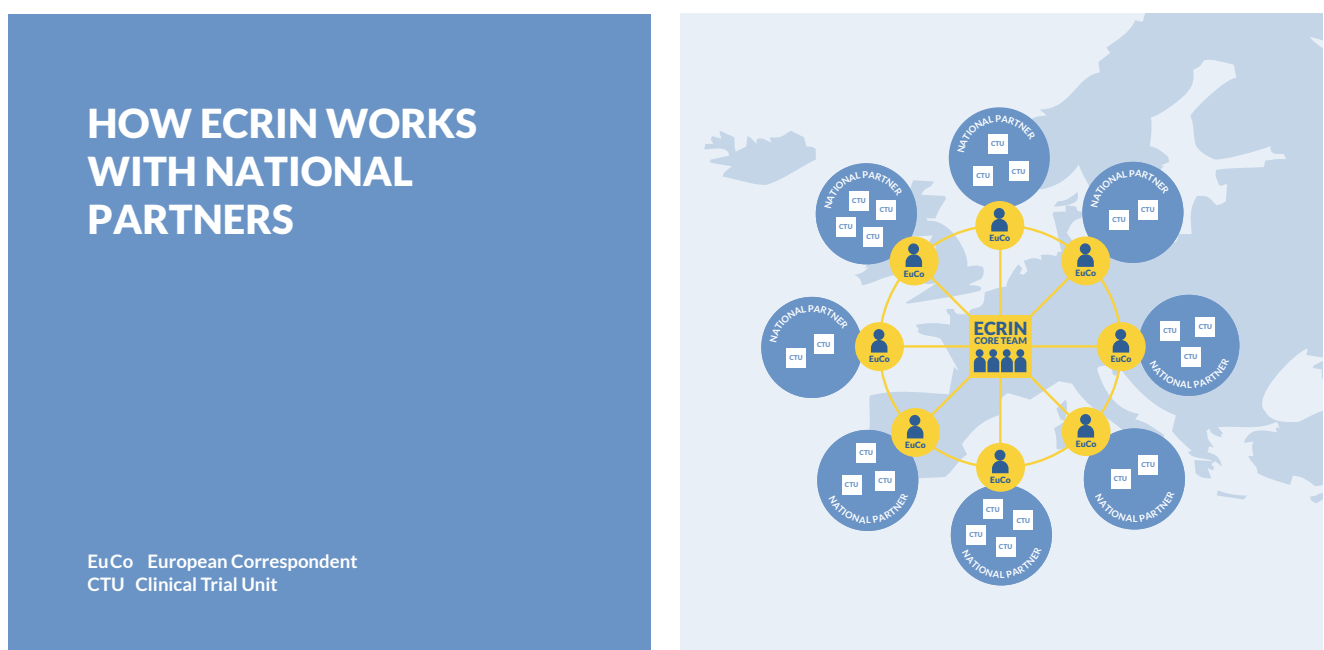 HOW ECRIN WORKS
WITH NATIONAL
PARTNERS
EuCo European Correspondent
CTU Clinical Trial Unit
NATIONAL PARTNER
CTU
CTU
CTU
EuCo
NATIONAL PARTNER
CTU
CTU
CTU
CTU
EuCo
NATIONAL PARTNER
CTU
CTU
EuCo
NATIONAL PARTNER
CTU
CTU
EuCo
ECRIN
CORE TEAM
EuCo
CTU
CTU
CTU
NATIONAL PARTNER
EuCo
CTU
CTU
CTU
NATIONAL PARTNER
EuCo
CTU
CTU
CTU
CTU
NATIONAL PARTNER
EuCo
CTU
CTU
NATIONAL PARTNER